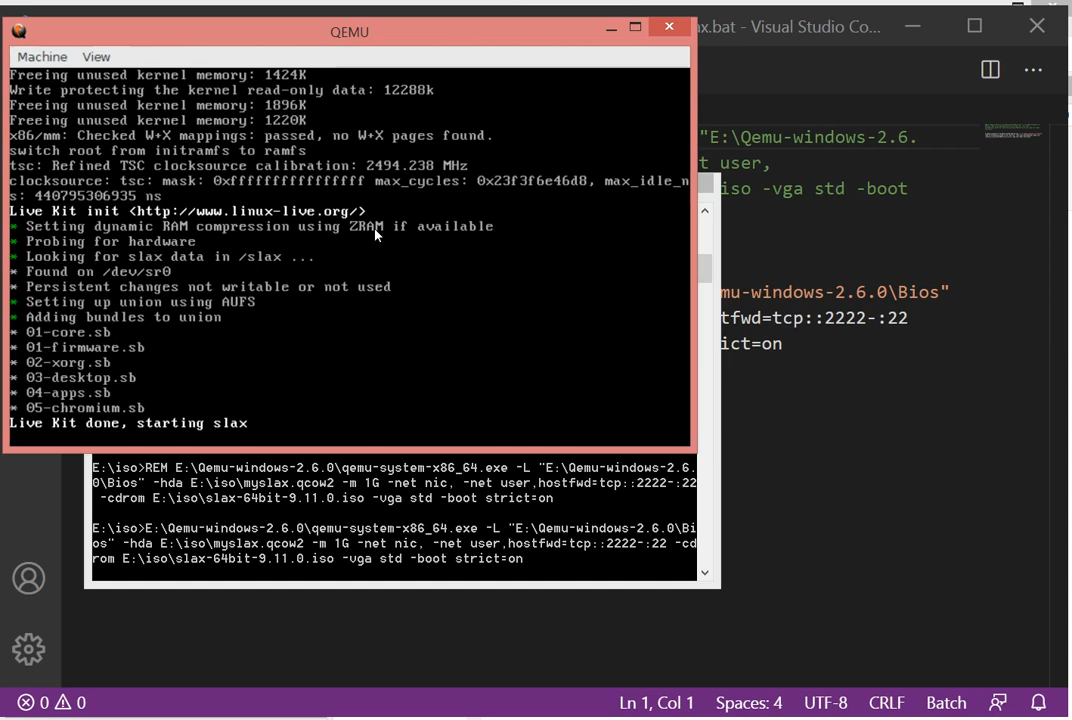 QEMU
Machine View
Freeing unused kernel memory: 1424K
Write protecting the kernel read-only data: 12288k
Freeing unused kernel memory: 1896K
Freeing unused kernel memory: 1220K
x86/mm: Checked W+X mappings: passed, no W+X pages found.
switch root from initramfs to ramfs
tsc: Refined TSC clocksource calibration: 2494.238 MHz
clocksource: tsc: mask: 0xffffffffffffffff max_cycles: 0x23f3f6e46d8, max_idle_n
s: 440795306935 ns
Live Kit init <http://www.linux-live.org/>
* Setting dynamic RAM compression using ZRAM if available
* Probing for hardware
* Looking for slax data in /slax ...
* Found on /dev/sr0
* Persistent changes not writable or not used
* Setting up union using AUFS
* Adding bundles to union
* 01-core.sb
* 01-firmware.sb
* 02-xorg.sb
* 03-desktop.sb
* 04-apps.sb
* 05-chromium.sb
Live Kit done, starting slax
ax.bat - Visual Studio Co...
"E:\Qemu-windows-2.6.
t user,
iso -vga std -boot
mu-windows-2.6.0\Bios"
tfwd=tcp::2222-:22
ict=on
E:\iso>REM E:\Qemu-windows-2.6.0\qemu-system-x86_64.exe -L "E:\Qemu-windows-2.6.
0\Bios" -hda E:\iso\myslax.qcow2 -m 1G -net nic, -net user,hostfwd=tcp::2222-:22
-cdrom E:\iso\slax-64bit-9.11.0.iso -vga std -boot strict=on
E:\iso>E:\Qemu-windows-2.6.0\qemu-system-x86_64.exe -L "E:\Qemu-windows-2.6.0\Bi
os" -hda E:\iso\myslax.qcow2 -m 1G -net nic, -net user,hostfwd=tcp::2222-:22 -cd
rom E:\iso\slax-64bit-9.11.0.iso -vga std -boot strict=on
0 0 Ln 1, Col 1 Spaces: 4 UTF-8 CRLF Batch